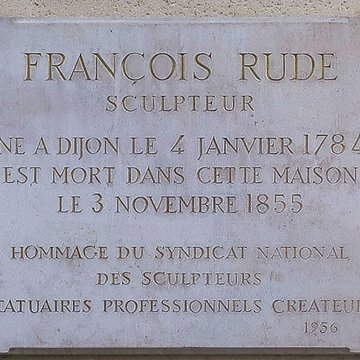 FRANÇOIS RUDE
SCULPTEUR
NE A DIJON LE 4 JANVIER 1784
EST MORT DANS CETTE MAISON
LE 3 NOVEMBRE 1855
HOMMAGE DU SYNDICAT NATIONAL
DES SCULPTEURS
TATUAIRES PROFESSIONNELS CREATEU
1956